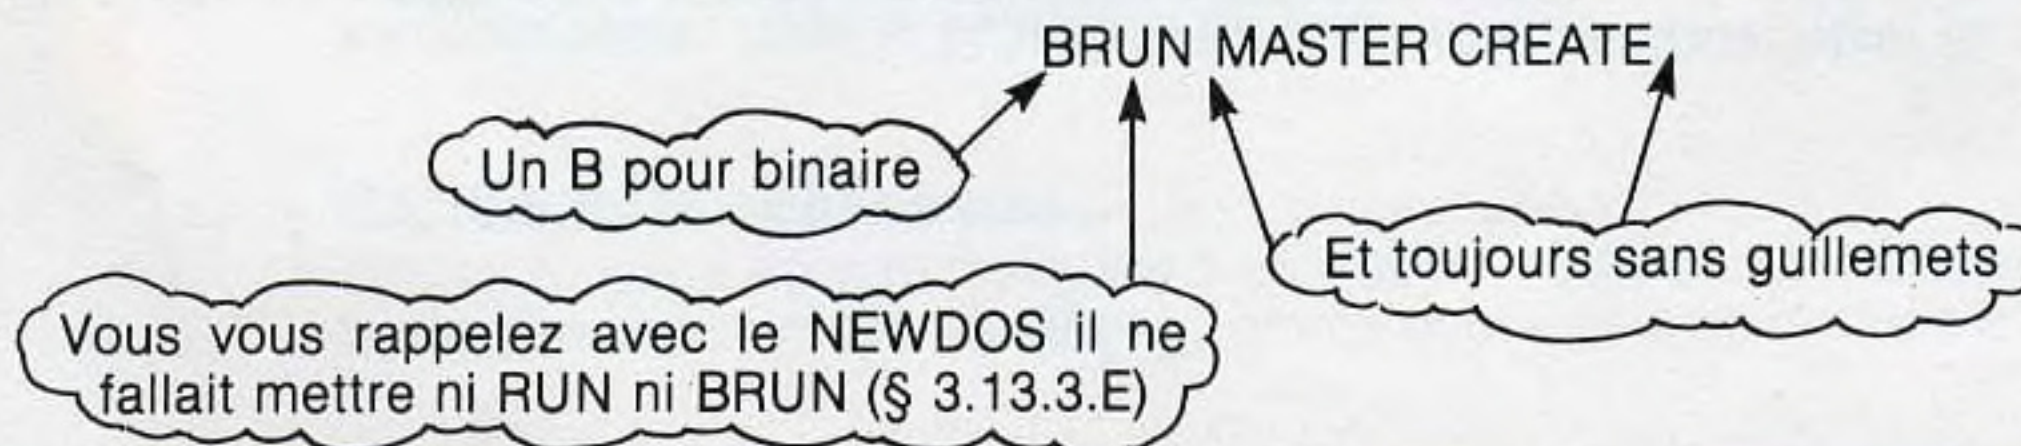 BRUN MASTER CREATE
Un B pour binaire
Et toujours sans guillemets
Vous vous rappelez avec le NEWDOS il ne
fallait mettre ni RUN ni BRUN (§ 3.13.3.E)